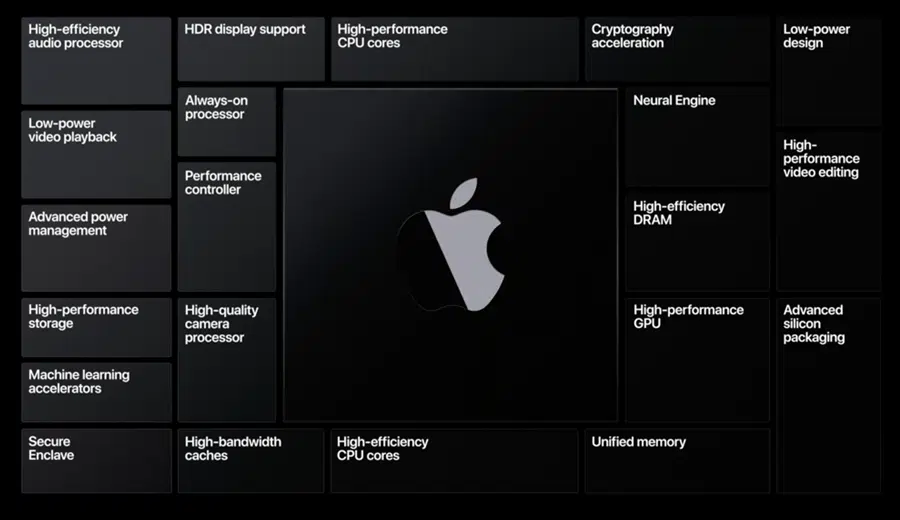 High-efficiency
audio processor
HDR display support
High-performance
CPU cores
Cryptography
acceleration
Low-power
design
Always-on
processor
Neural Engine
Low-power
video playback
High-
performance
video editing
Performance
controller
Advanced power
management
High-efficiency
DRAM
High-performance
storage
High-quality
camera
processor
High-performance
GPU
Advanced
silicon
packaging
Machine learning
accelerators
Secure
Enclave
High-bandwidth
caches
High-efficiency
CPU cores
Unified memory